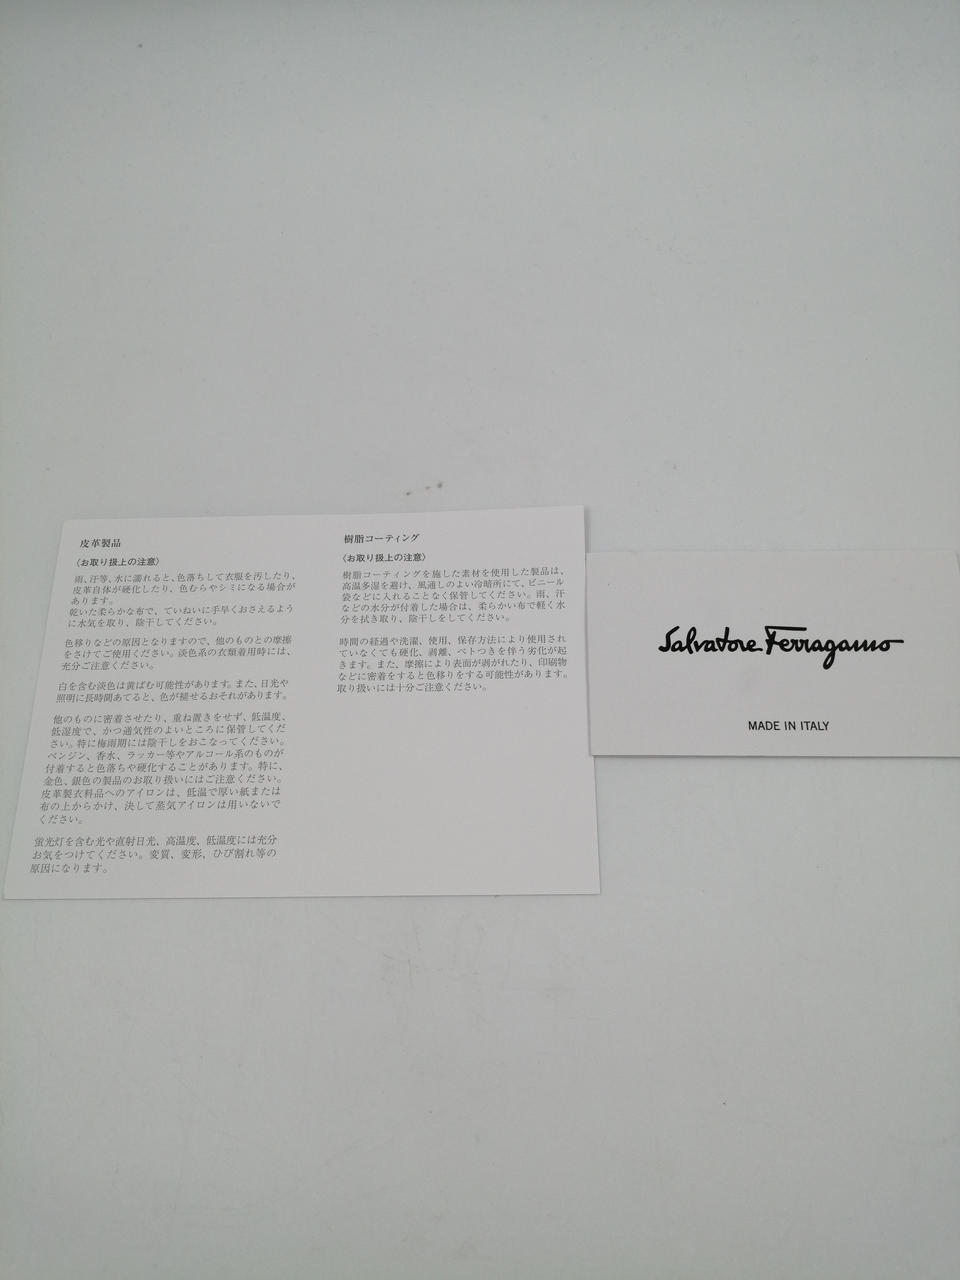 皮革製品
〈お取り扱上の注意〉
雨、汗等、水に濡れると、色落ちして衣服を汚したり、
皮革自体が硬化したり、色むらやシミになる場合が
あります。
乾いた柔らかな布で、ていねいに手早くおさえるよう
に水気を取り、陰干してください。
色移りなどの原因となりますので、他のものとの摩擦
をさけてご使用ください。淡色系の衣類着用時には、
充分ご注意ください。
白を含む淡色は黄ばむ可能性があります。また、日光や
照明に長時間あてると、色が褪せるおそれがあります。
他のものに密着させたり、重ね置きをせず、低温度、
低湿度で、かつ通気性のよいところに保管してくだ
さい。特に梅雨期には陰干しをおこなってください。
ベンジン、香水、ラッカー等やアルコール系のものが
付着すると色落ちや硬化することがあります。特に、
金色、銀色の製品のお取り扱いにはご注意ください。
皮革製衣料品へのアイロンは、低温で厚い紙または
布の上からかけ、決して蒸気アイロンは用いないで
ください。
蛍光灯を含む光や直射日光、高温度、低温度には充分
お気をつけてください。変質、変形、ひび割れ等の
原因になります。
樹脂コーティング
〈お取り扱上の注意〉
樹脂コーティングを施した素材を使用した製品は、
高温多湿を避け、風通しのよい冷暗所にて、ビニール
袋などに入れることなく保管してください。雨、汗
などの水分が付着した場合は、柔らかい布で軽く水
分を拭き取り、陰干しをしてください。
時間の経過や洗濯、使用、保存方法により使用され
ていなくても硬化、剥離、ベトつきを伴う劣化が起
きます。また、摩擦により表面が剥がれたり、印刷物
などに密着をすると色移りをする可能性があります。
取り扱いには十分ご注意ください。
Salvatore Ferragamo
MADE IN ITALY